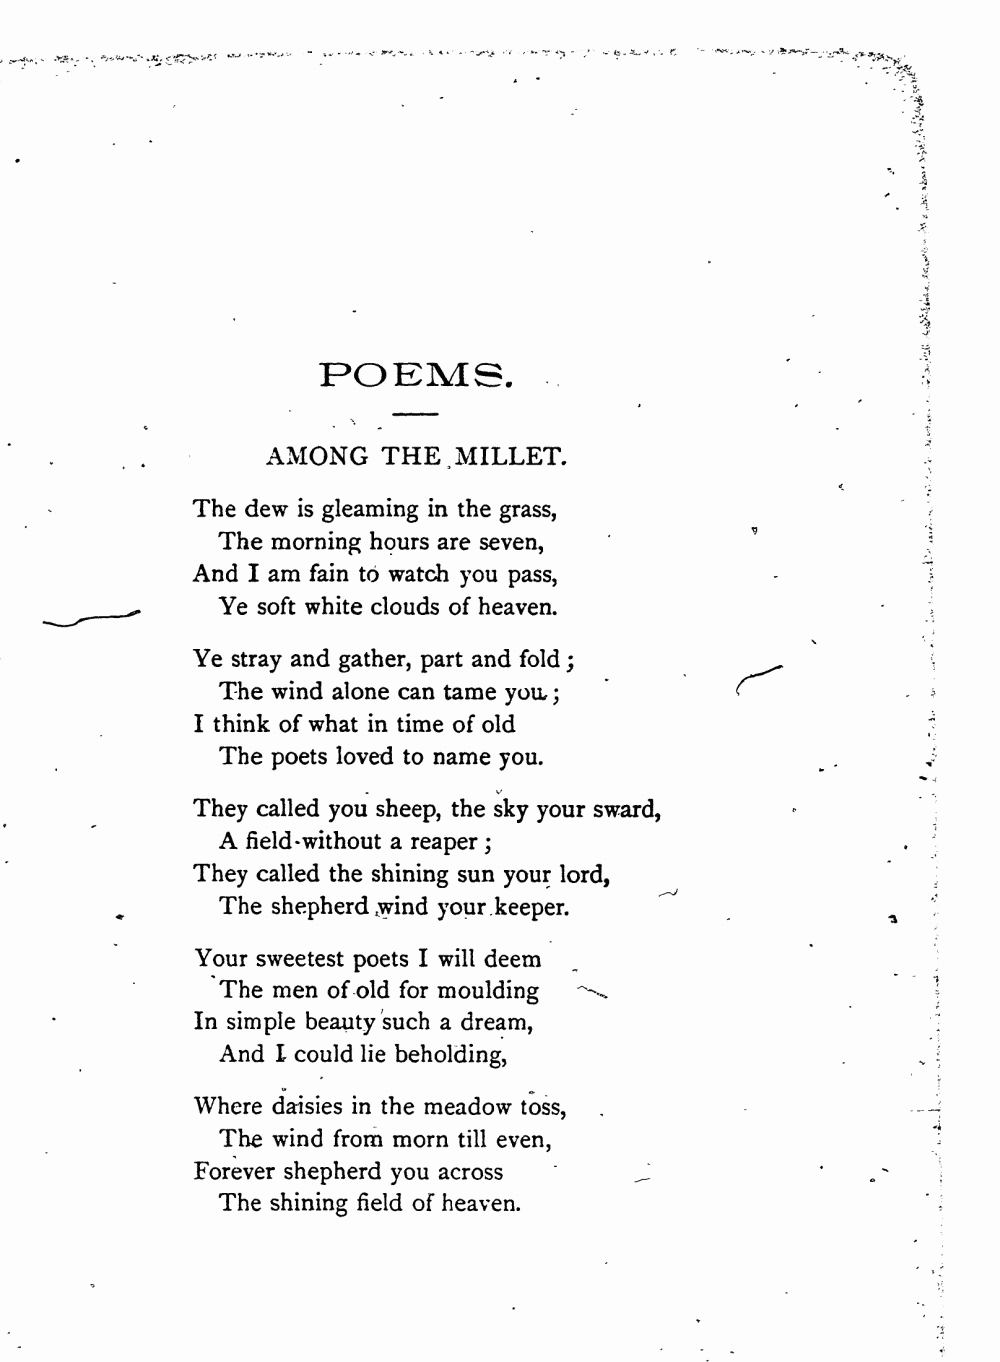 POEMS.
AMONG THE MILLET.
The dew is gleaming in the grass,
The morning hours are seven,
And I am fain to watch you pass,
Ye soft white clouds of heaven.
Ye stray and gather, part and fold ;
The wind alone can tame you ;
I think of what in time of old
The poets loved to name you.
They called you sheep, the sky your sward,
A field without a reaper ;
They called the shining sun your lord,
The shepherd wind your keeper.
Your sweetest poets I will deem
The men of old for moulding
In simple beauty such a dream,
And I could lie beholding,
Where daisies in the meadow toss,
The wind from morn till even,
Forever shepherd you across
The shining field of heaven.